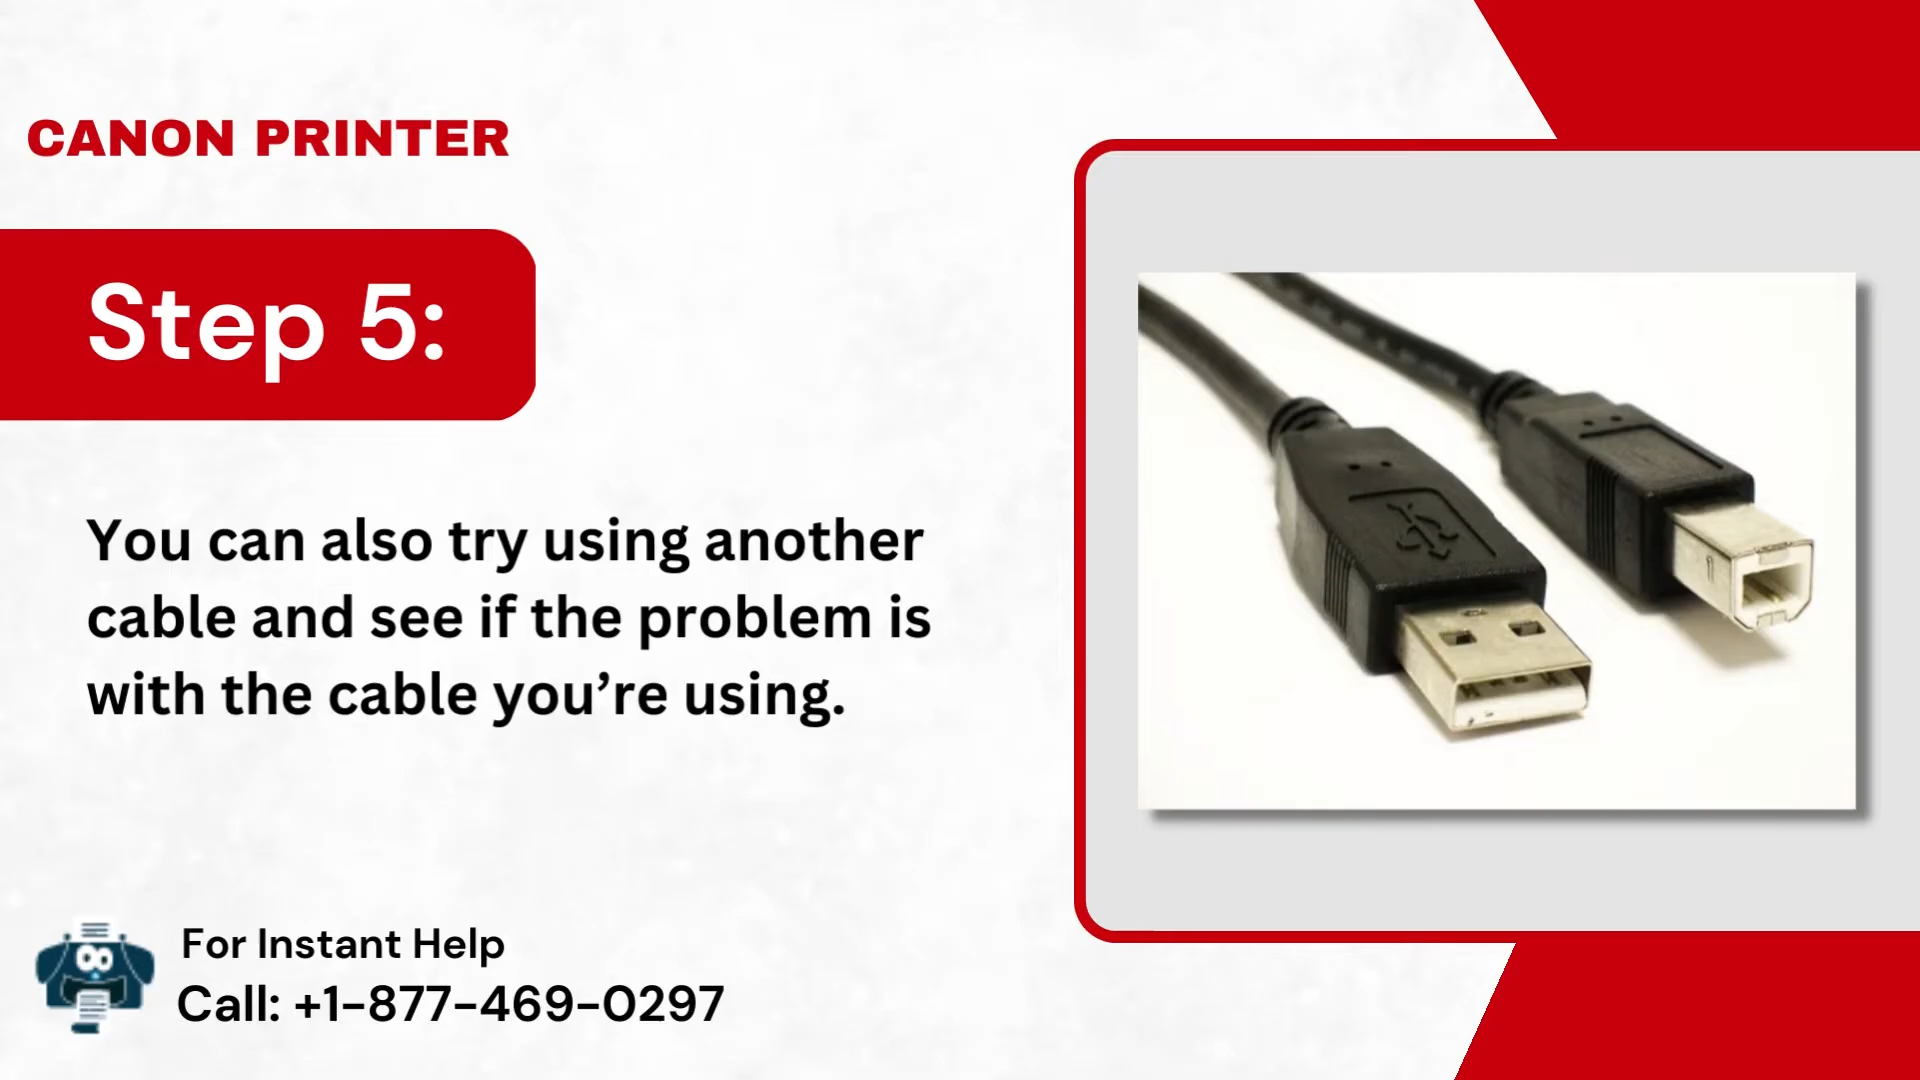 CANON PRINTER
Step 5:
You can also try using another
cable and see if the problem is
with the cable you’re using.
For Instant Help
Call: +1-877-469-0297